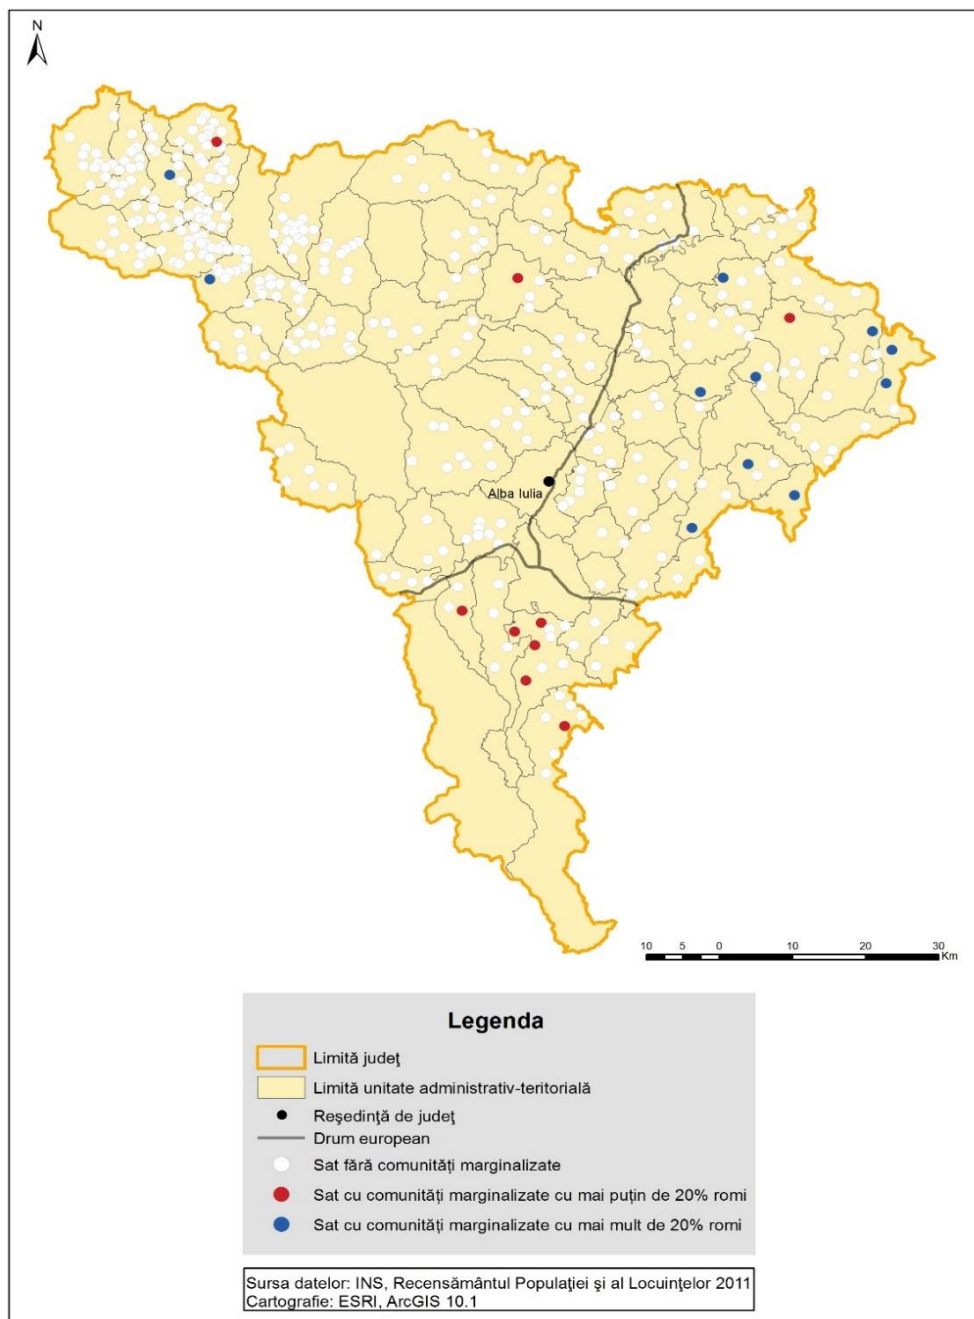 N
Alba Iulia
10 5 0 10 20 30
Km
Legenda
Limită judeţ
Limită unitate administrativ-teritorială
Reşedinţă de judeţ
Drum european
Sat fără comunităţi marginalizate
Sat cu comunităţi marginalizate cu mai puţin de 20% romi
Sat cu comunităţi marginalizate cu mai mult de 20% romi
Sursa datelor: INS, Recensământul Populaţiei şi al Locuinţelor 2011
Cartografie: ESRI, ArcGIS 10.1